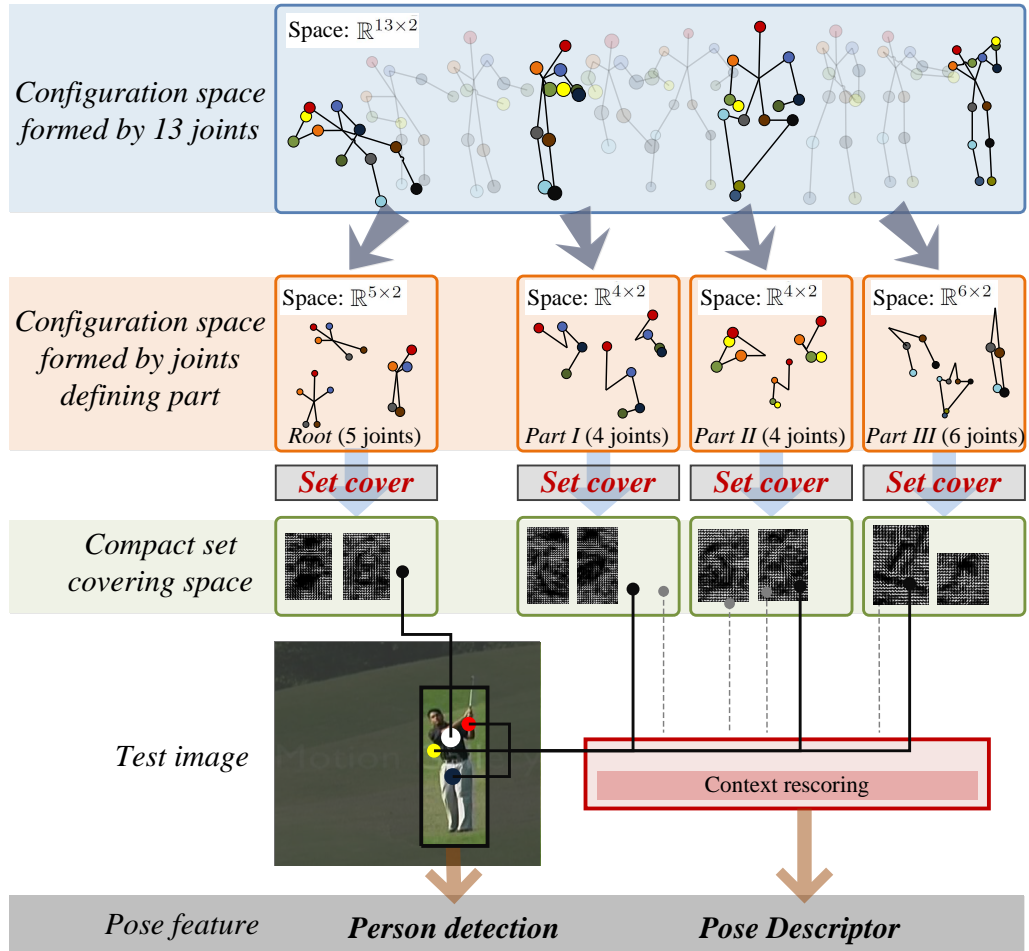 Space: ℝ^{13×2}
Configuration space
formed by 13 joints
Configuration space
formed by joints
defining part
Space: ℝ^{5×2}
Root (5 joints)
Space: ℝ^{4×2}
Part I (4 joints)
Space: ℝ^{4×2}
Part II (4 joints)
Space: ℝ^{6×2}
Part III (6 joints)
Set cover
Set cover
Set cover
Set cover
Compact set
covering space
Test image
Motion Gallery
Context rescoring
Pose feature
Person detection
Pose Descriptor